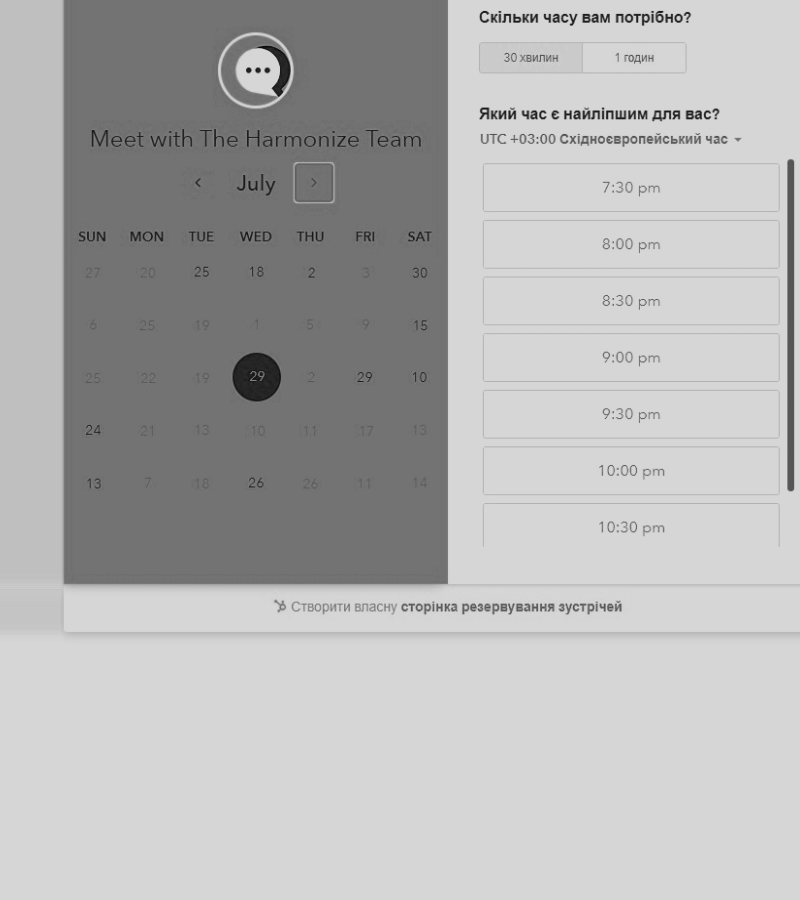 Meet with The Harmonize Team
July
SUN MON TUE WED THU FRI SAT
27 20 25 18 2 3 30
6 25 19 1 5 9 15
25 22 19 29 2 29 10
24 21 13 10 11 17 13
13 7 18 26 26 11 14
Скільки часу вам потрібно?
30 хвилин 1 годин
Який час є найліпшим для вас?
UTC +03:00 Східноєвропейський час
7:30 pm
8:00 pm
8:30 pm
9:00 pm
9:30 pm
10:00 pm
10:30 pm
Створити власну сторінка резервування зустрічей